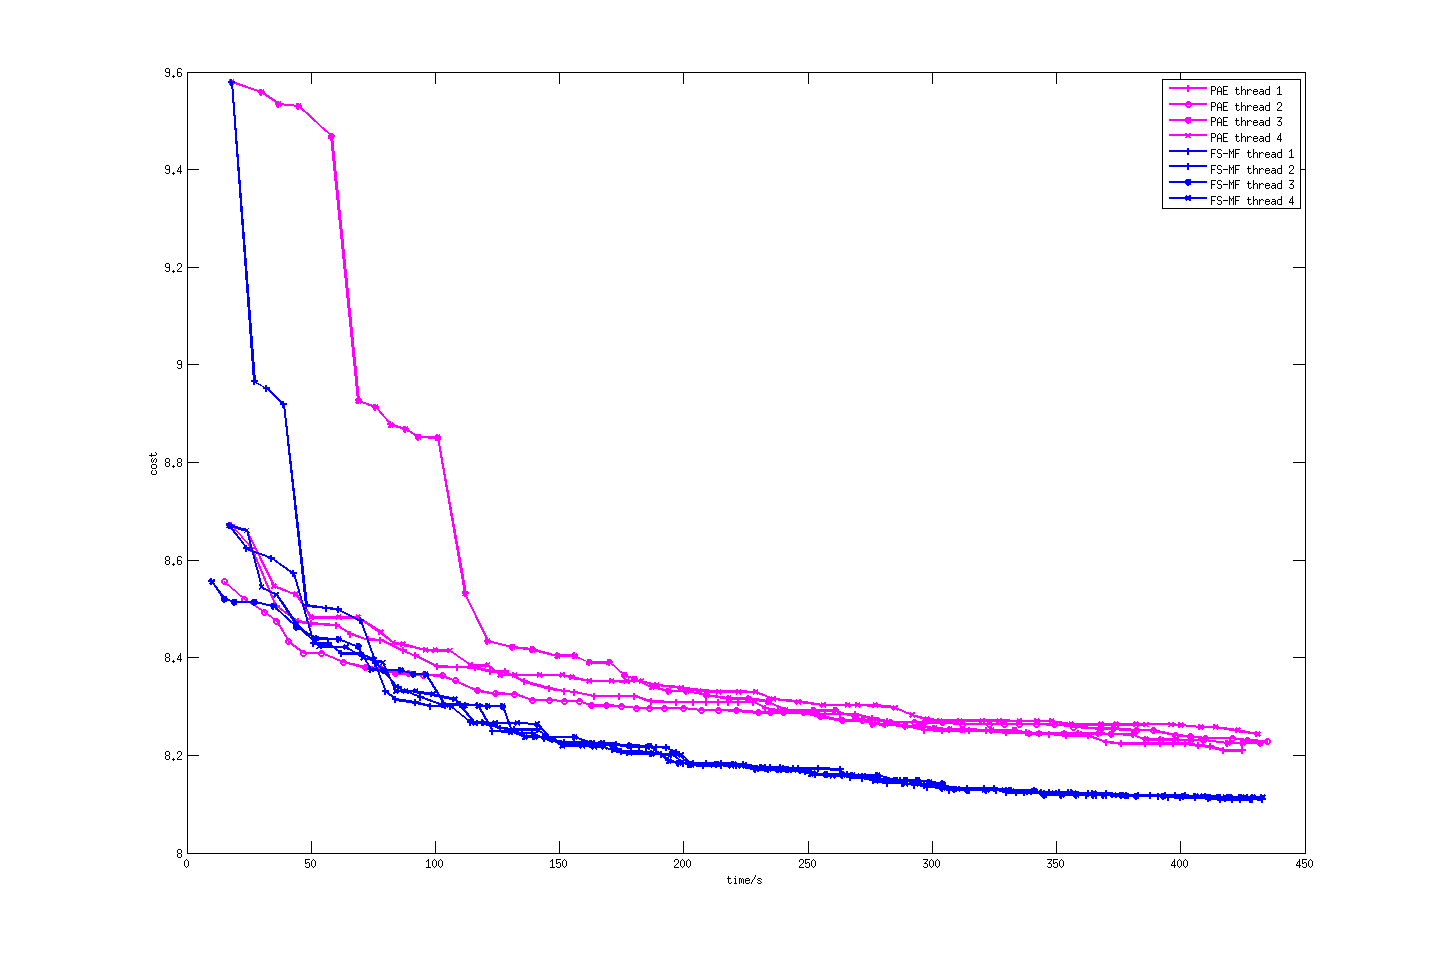 9.6
9.4
9.2
9
8.8
8.6
8.4
8.2
8
cost
0 50 100 150 200 250 300 350 400 450
time/s
PAE thread 1
PAE thread 2
PAE thread 3
PAE thread 4
FS-MF thread 1
FS-MF thread 2
FS-MF thread 3
FS-MF thread 4